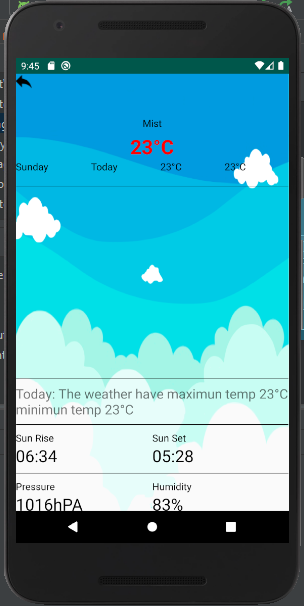 9:45
Mist
23°C
Sunday Today 23°C 23°C
Today: The weather have maximun temp 23°C
minimun temp 23°C
Sun Rise Sun Set
06:34 05:28
Pressure Humidity
1016hPA 83%